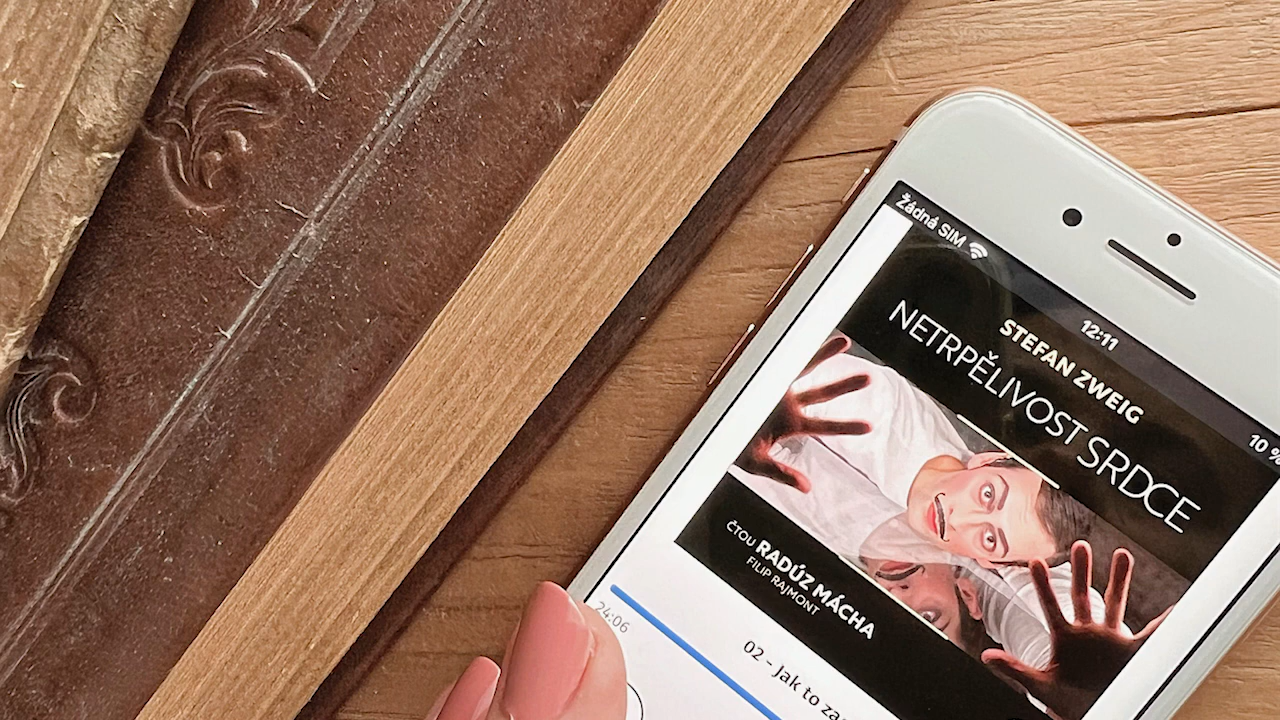 Žádná SIM
12:11
10 %
STEFAN ZWEIG
NETRPĚLIVOST SRDCE
ČTOU RADÚZ MÁCHA
FILIP RAJMONT
24:06
02 - Jak to